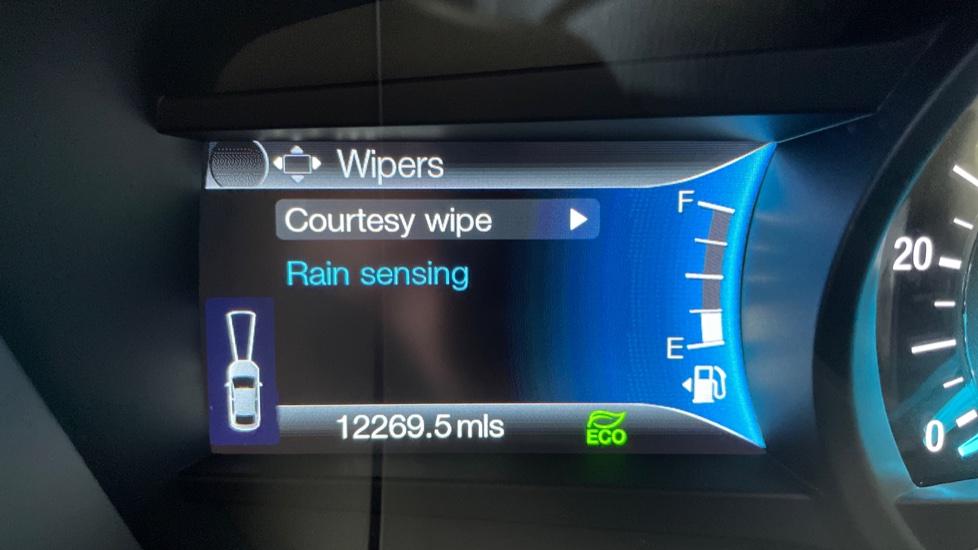 Wipers
Courtesy wipe
Rain sensing
F
E
12269.5 mls
ECO
20
0